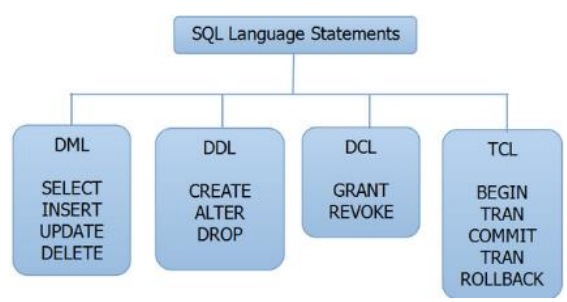 SQL Language Statements
DML
SELECT
INSERT
UPDATE
DELETE
DDL
CREATE
ALTER
DROP
DCL
GRANT
REVOKE
TCL
BEGIN
TRAN
COMMIT
TRAN
ROLLBACK